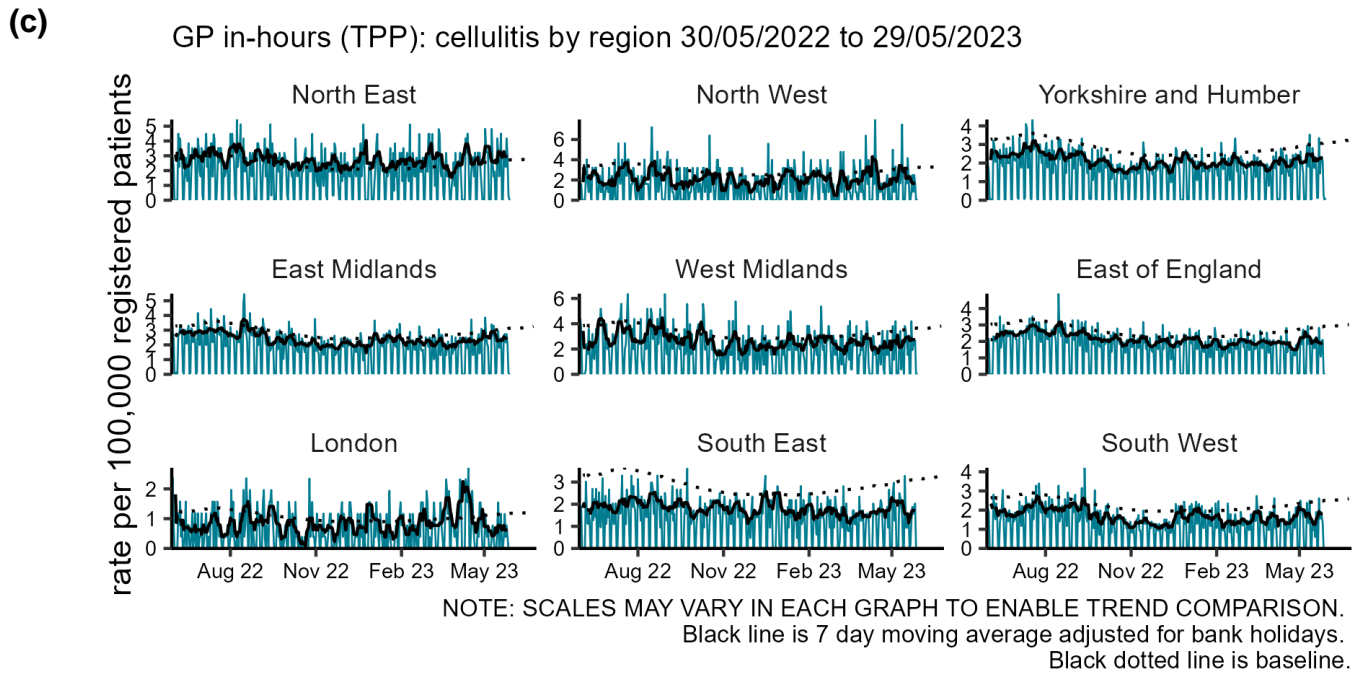 (c)
GP in-hours (TPP): cellulitis by region 30/05/2022 to 29/05/2023
rate per 100,000 registered patients
North East
5
4
3
2
1
0
North West
6
4
2
0
Yorkshire and Humber
4
3
2
1
0
East Midlands
5
4
3
2
1
0
West Midlands
6
4
2
0
East of England
4
3
2
1
0
London
2
1
0
Aug 22 Nov 22 Feb 23 May 23
South East
3
2
1
0
Aug 22 Nov 22 Feb 23 May 23
South West
4
3
2
1
0
Aug 22 Nov 22 Feb 23 May 23
NOTE: SCALES MAY VARY IN EACH GRAPH TO ENABLE TREND COMPARISON.
Black line is 7 day moving average adjusted for bank holidays.
Black dotted line is baseline.